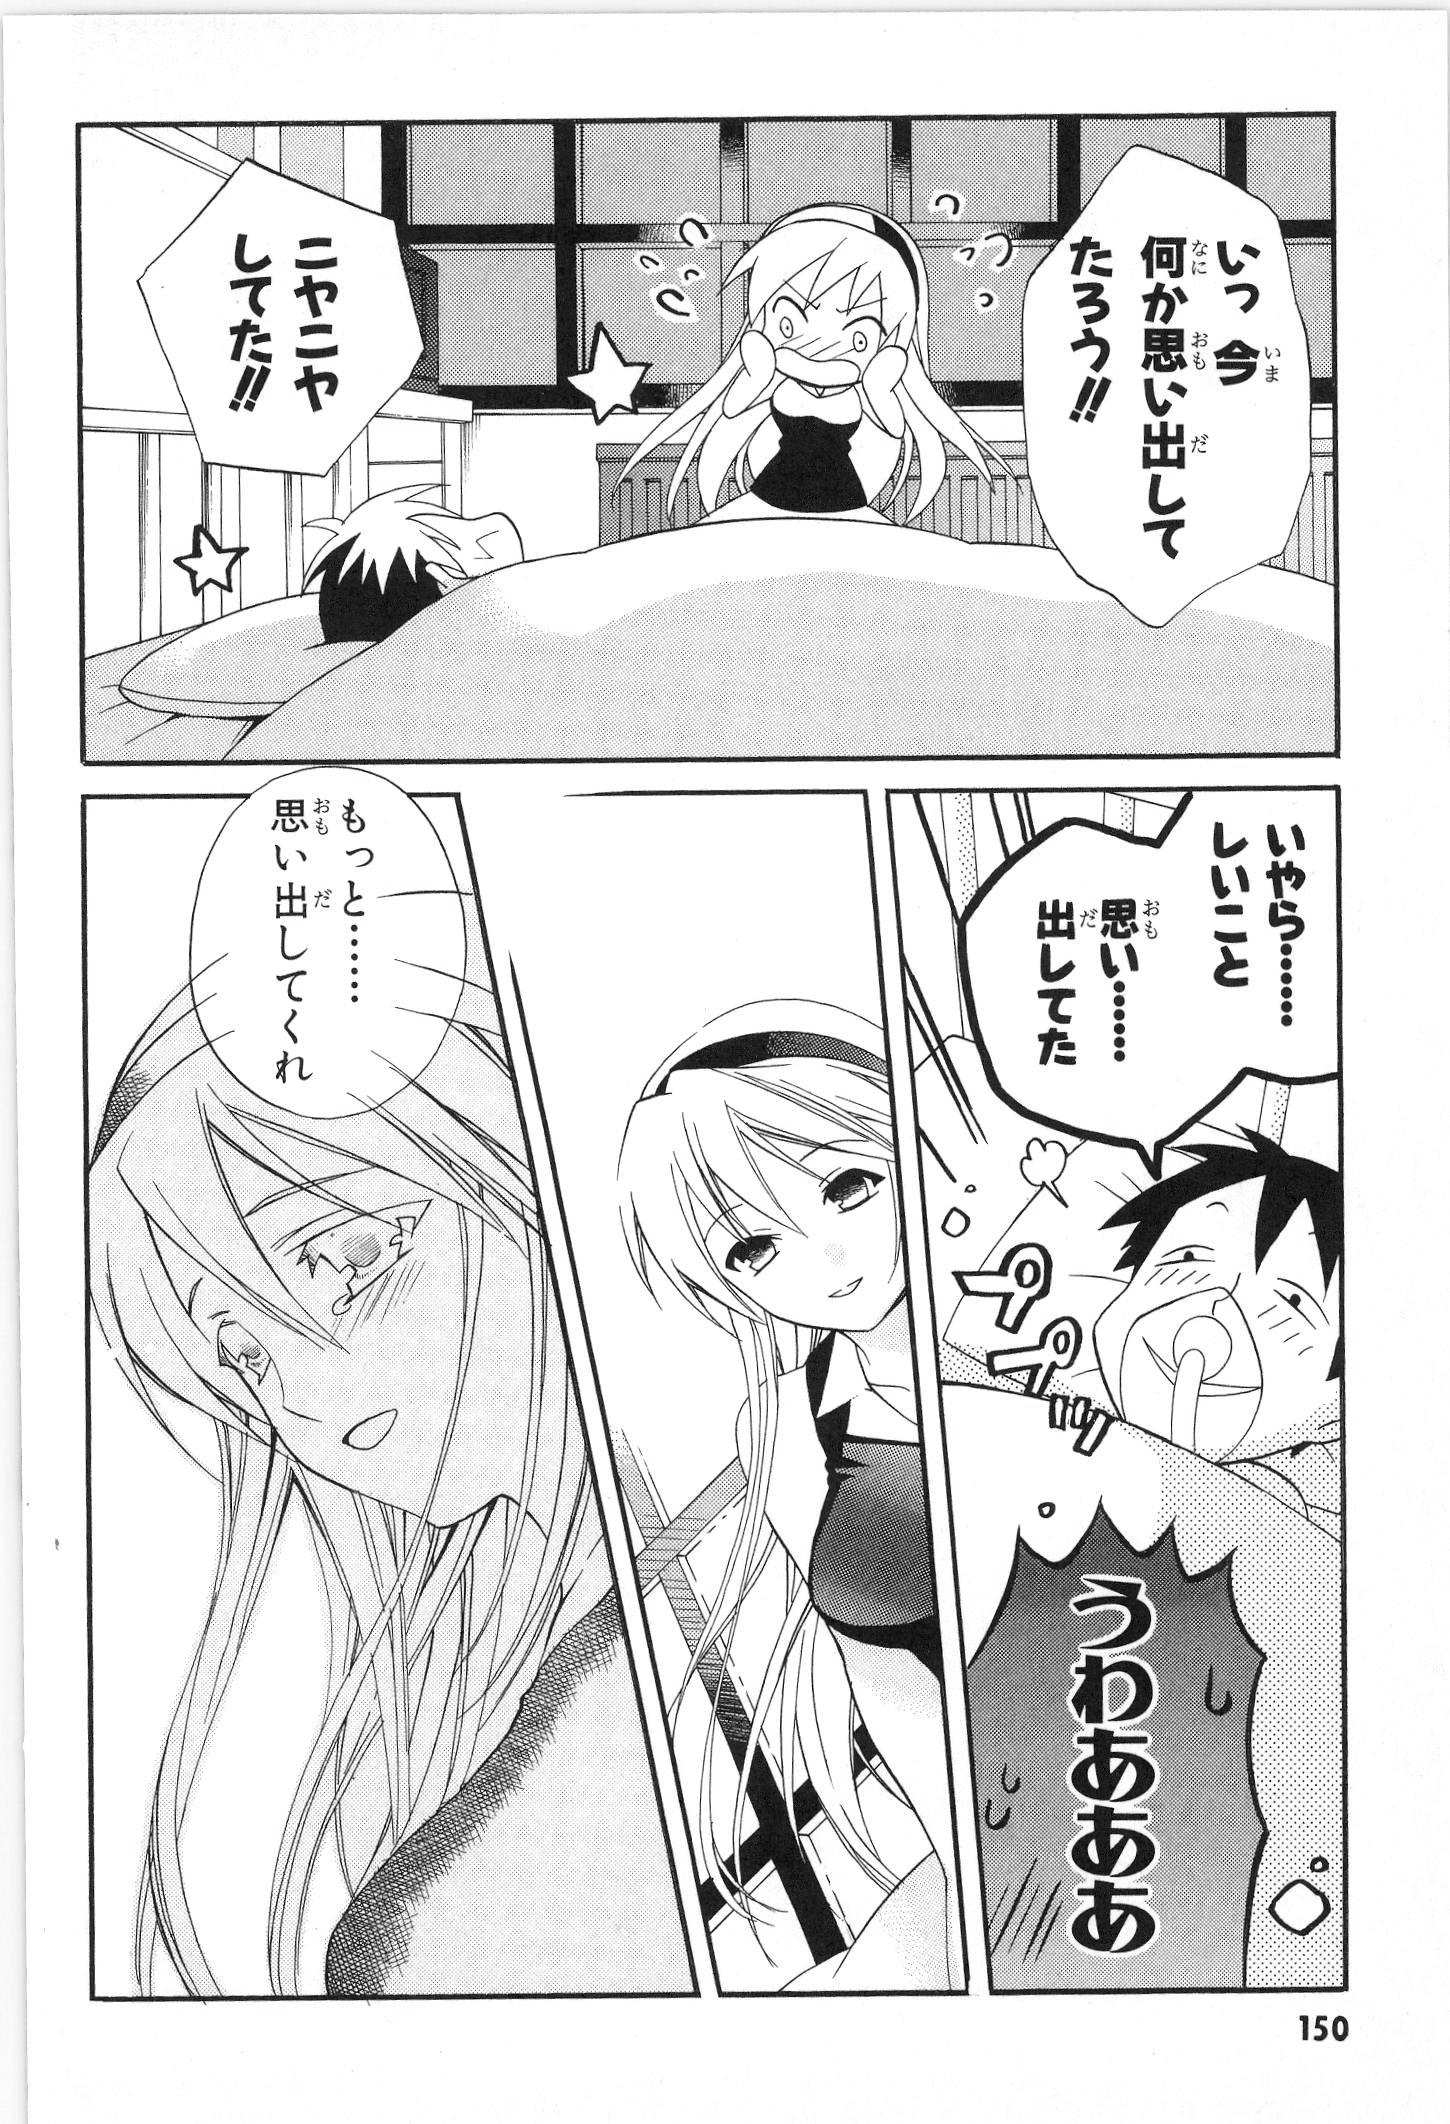 いっ 今
何か思い出して
たろう!!
ニヤニヤ
してた!!
いやら……
しいこと
思い……
出してた
ププッ
うわあああ
もっと……
思い出してくれ
150